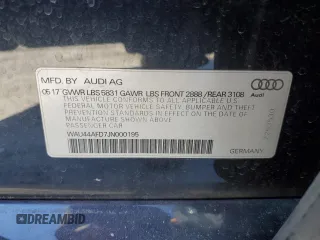 MFD. BY AUDI AG
05 17 GVWR LBS 5831 GAWR LBS FRONT 2888 / REAR 3108
THIS VEHICLE CONFORMS TO ALL APPLICABLE U.S.
FEDERAL MOTOR VEHICLE SAFETY, BUMPER AND THEFT
PREVENTION STANDARDS IN EFFECT ON THE DATE OF
MANUFACTURE SHOWN ABOVE.
PASSENGER CAR
WAU44AFD7JN000195
Audi
GERMANY
DREAMBID